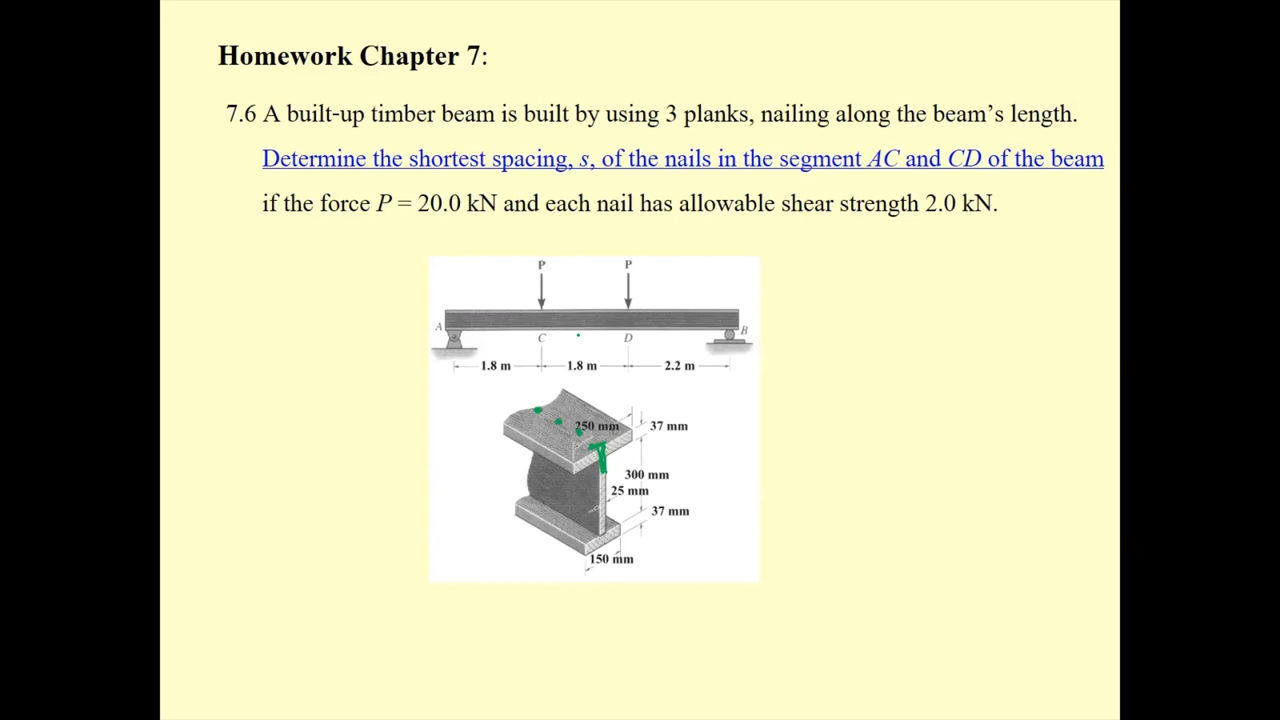 Homework Chapter 7:
7.6 A built-up timber beam is built by using 3 planks, nailing along the beam's length.
Determine the shortest spacing, s, of the nails in the segment AC and CD of the beam
if the force P = 20.0 kN and each nail has allowable shear strength 2.0 kN.
P P
A B
C D
1.8 m 1.8 m 2.2 m
250 mm 37 mm
300 mm
25 mm
37 mm
150 mm